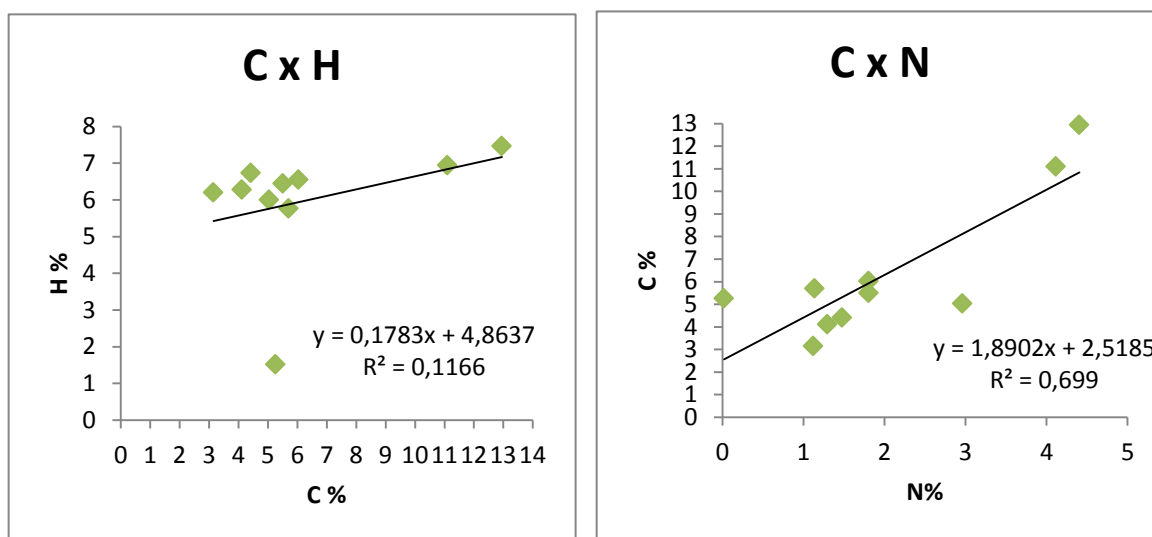 C x H
8
7
6
5
4
3
2
1
0
H %
y = 0,1783x + 4,8637
R² = 0,1166
0 1 2 3 4 5 6 7 8 9 10 11 12 13 14
C %
C x N
13
12
11
10
9
8
7
6
5
4
3
2
1
0
C %
y = 1,8902x + 2,5185
R² = 0,699
0 1 2 3 4 5
N%